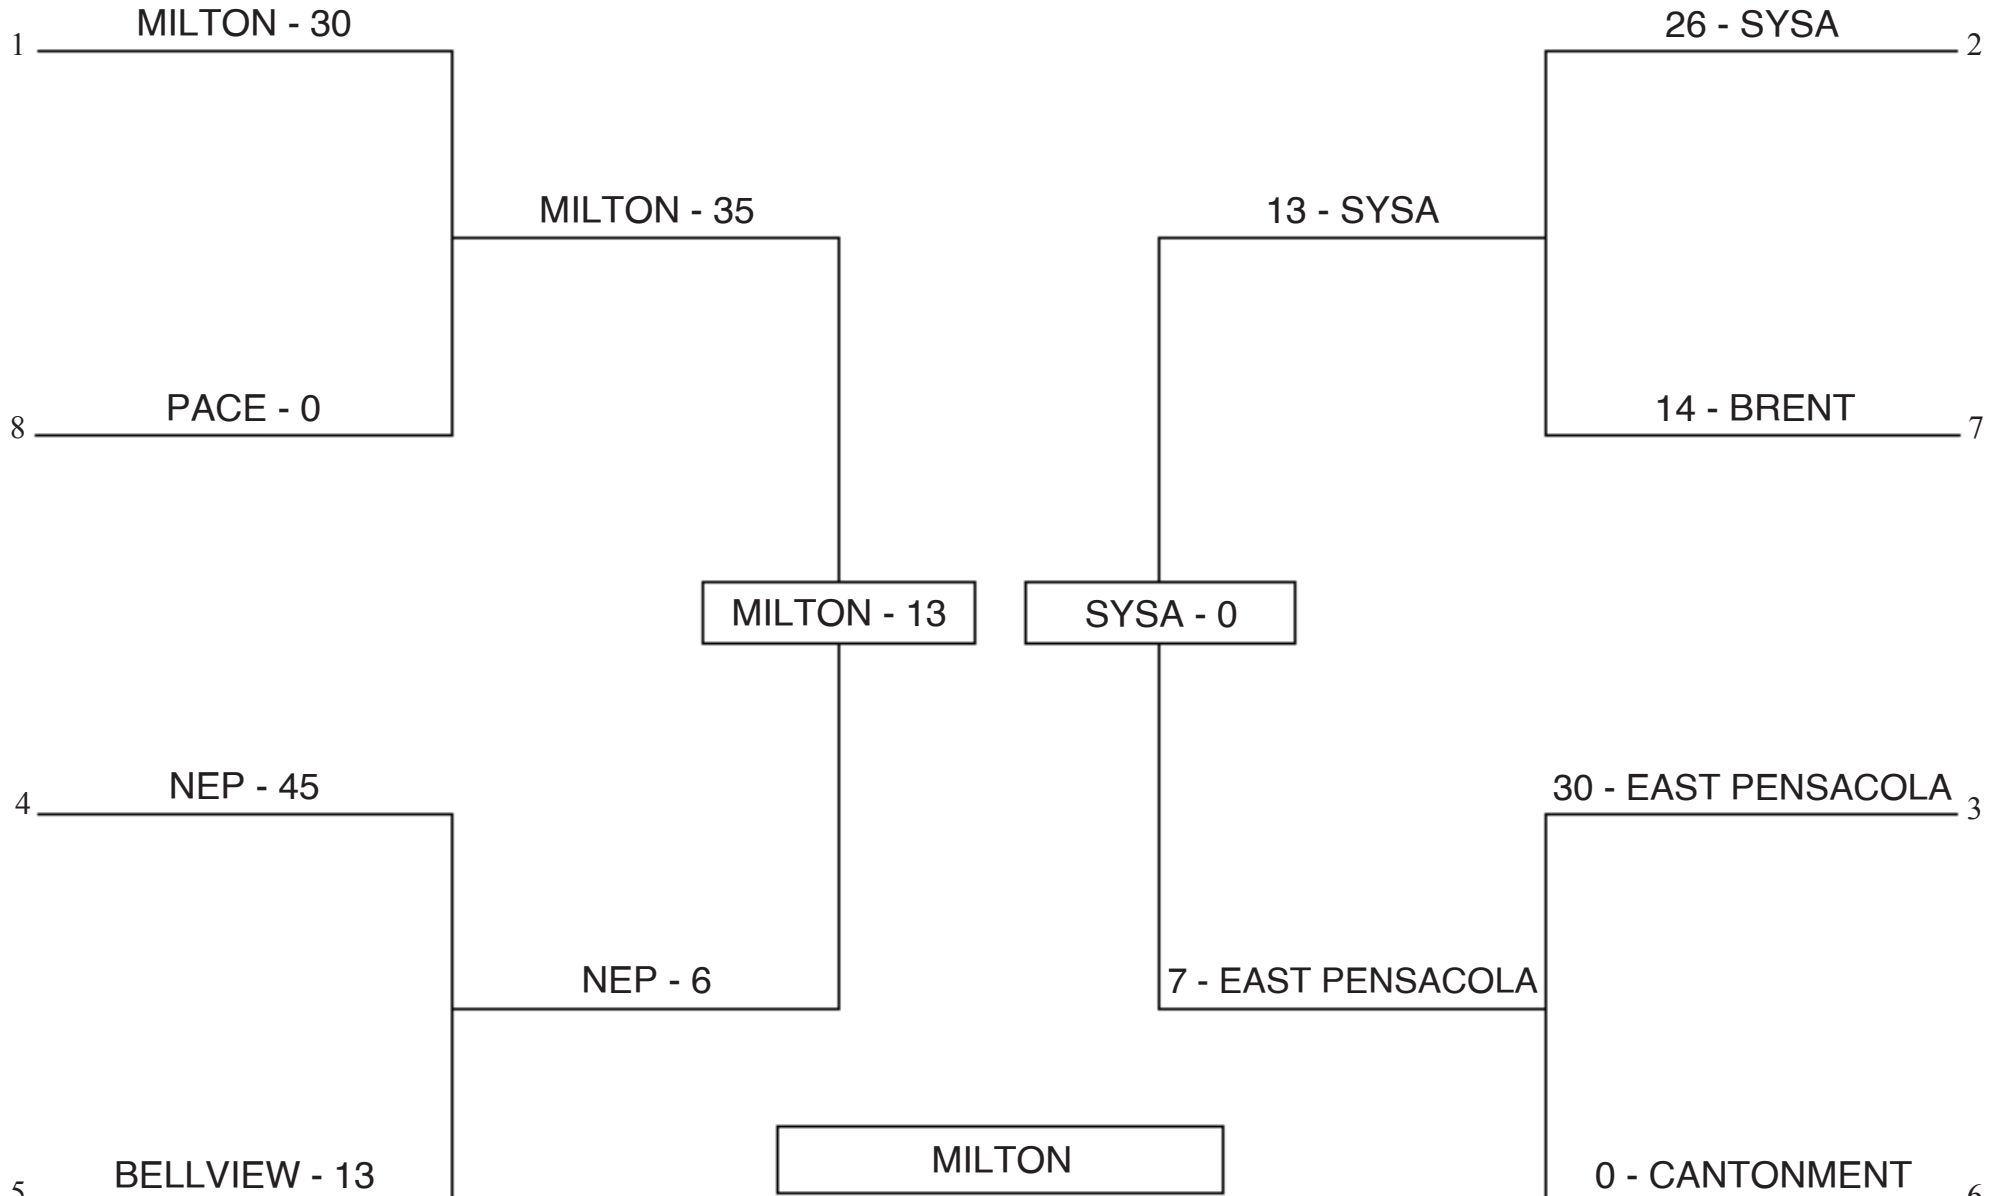 MILTON - 30
26 - SYSA
1
2
MILTON - 35
13 - SYSA
PACE - 0
14 - BRENT
8
7
MILTON - 13
SYSA - 0
NEP - 45
30 - EAST PENSACOLA
4
3
NEP - 6
7 - EAST PENSACOLA
MILTON
BELLVIEW - 13
0 - CANTONMENT
5
6